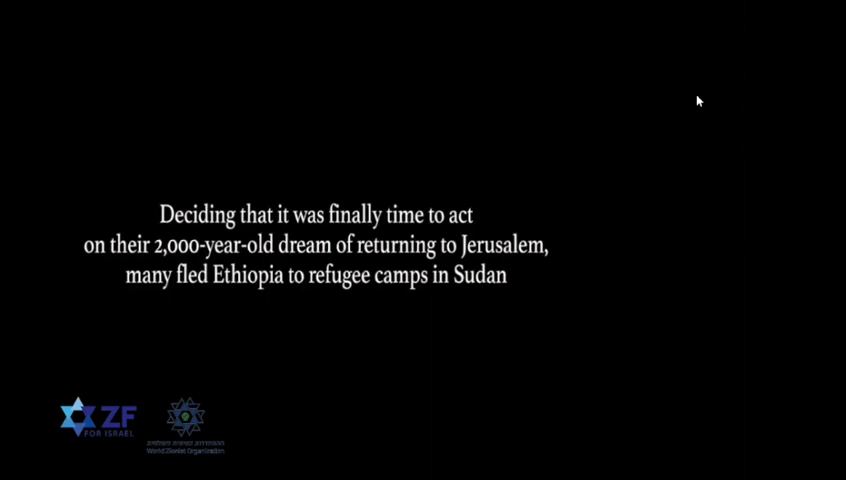 Deciding that it was finally time to act
on their 2,000-year-old dream of returning to Jerusalem,
many fled Ethiopia to refugee camps in Sudan
ZF
FOR ISRAEL
World Zionist Organization